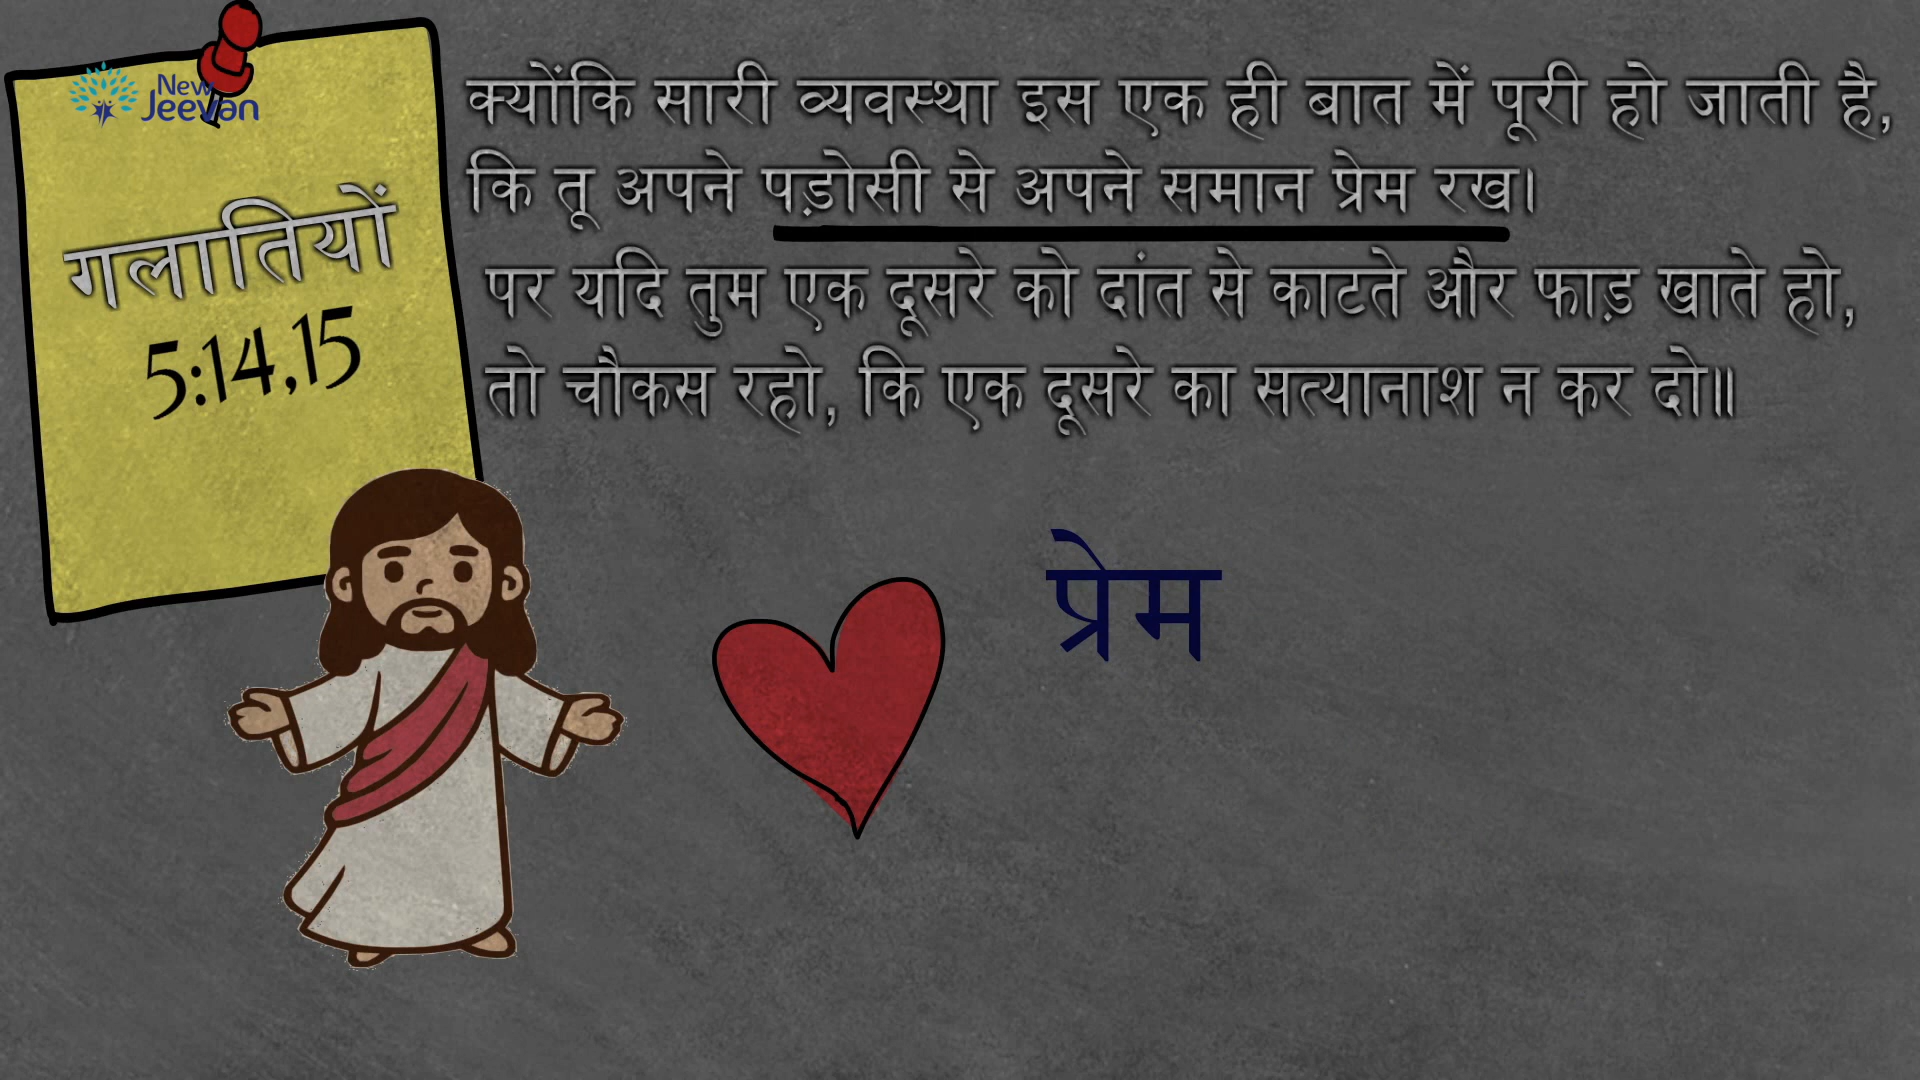 New
Jeevan
गलातियों
5:14,15
क्योंकि सारी व्यवस्था इस एक ही बात में पूरी हो जाती है,
कि तू अपने पड़ोसी से अपने समान प्रेम रख।
पर यदि तुम एक दूसरे को दांत से काटते और फाड़ खाते हो,
तो चौकस रहो, कि एक दूसरे का सत्यानाश न कर दो॥
प्रेम